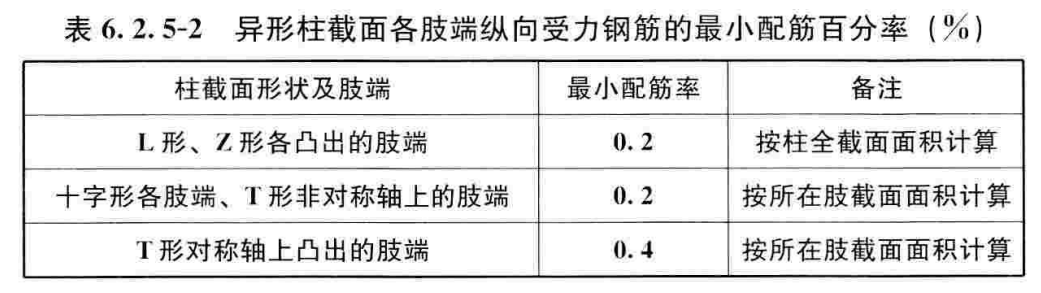 表 6.2.5-2 异形柱截面各肢端纵向受力钢筋的最小配筋百分率（%）
柱截面形状及肢端 最小配筋率 备注
L 形、Z 形各凸出的肢端 0.2 按柱全截面面积计算
十字形各肢端、T 形非对称轴上的肢端 0.2 按所在肢截面面积计算
T 形对称轴上凸出的肢端 0.4 按所在肢截面面积计算